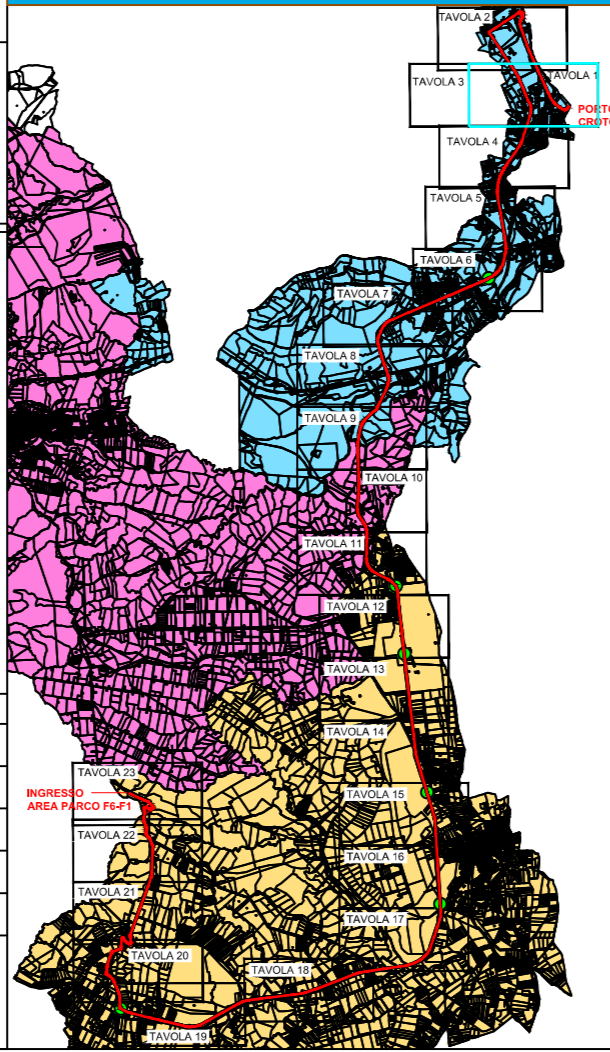 TAVOLA 2
TAVOLA 1
TAVOLA 3
PORTO
CROTO
TAVOLA 4
TAVOLA 5
TAVOLA 6
TAVOLA 7
TAVOLA 8
TAVOLA 9
TAVOLA 10
TAVOLA 11
TAVOLA 12
TAVOLA 13
TAVOLA 14
TAVOLA 23
INGRESSO
AREA PARCO F6-F1
TAVOLA 15
TAVOLA 22
TAVOLA 16
TAVOLA 21
TAVOLA 17
TAVOLA 20
TAVOLA 18
TAVOLA 19